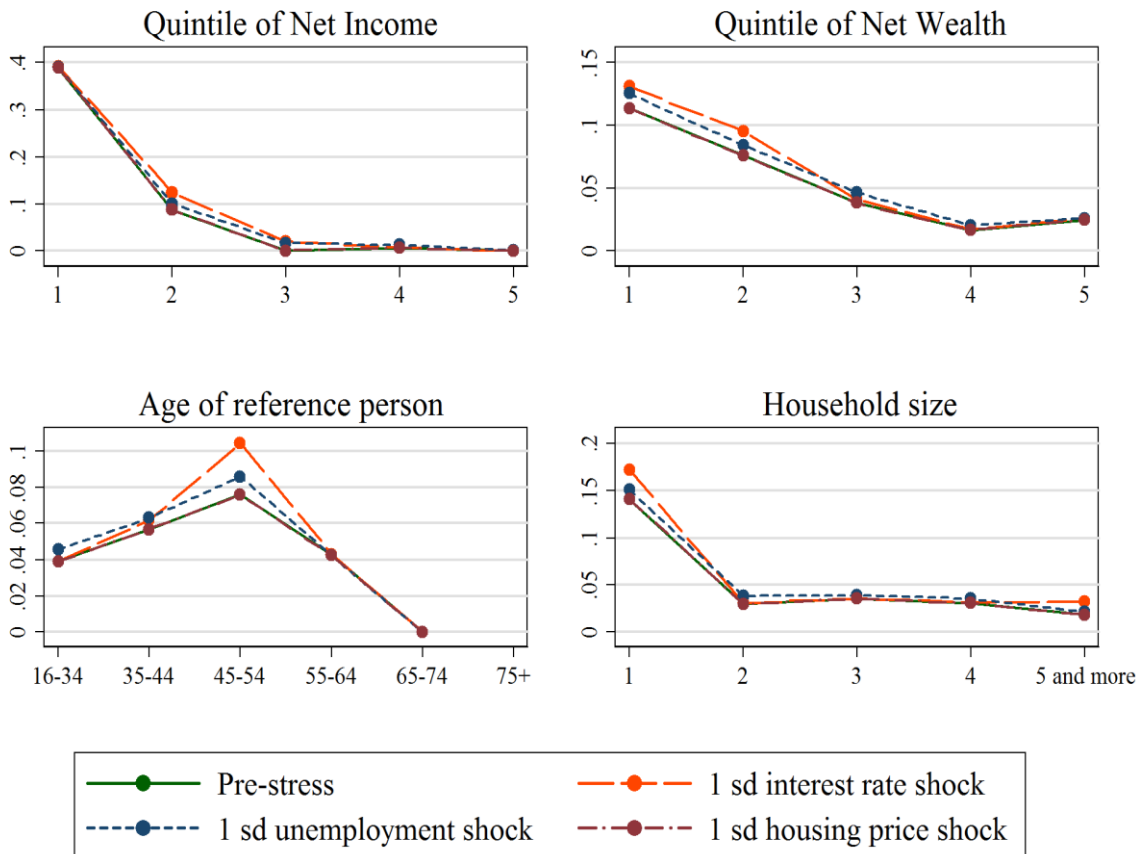 Quintile of Net Income
.4
.3
.2
.1
0
1 2 3 4 5
Quintile of Net Wealth
.15
.1
.05
0
1 2 3 4 5
Age of reference person
.1
.08
.06
.04
.02
0
16-34 35-44 45-54 55-64 65-74 75+
Household size
.2
.15
.1
.05
0
1 2 3 4 5 and more
Pre-stress
1 sd interest rate shock
1 sd unemployment shock
1 sd housing price shock